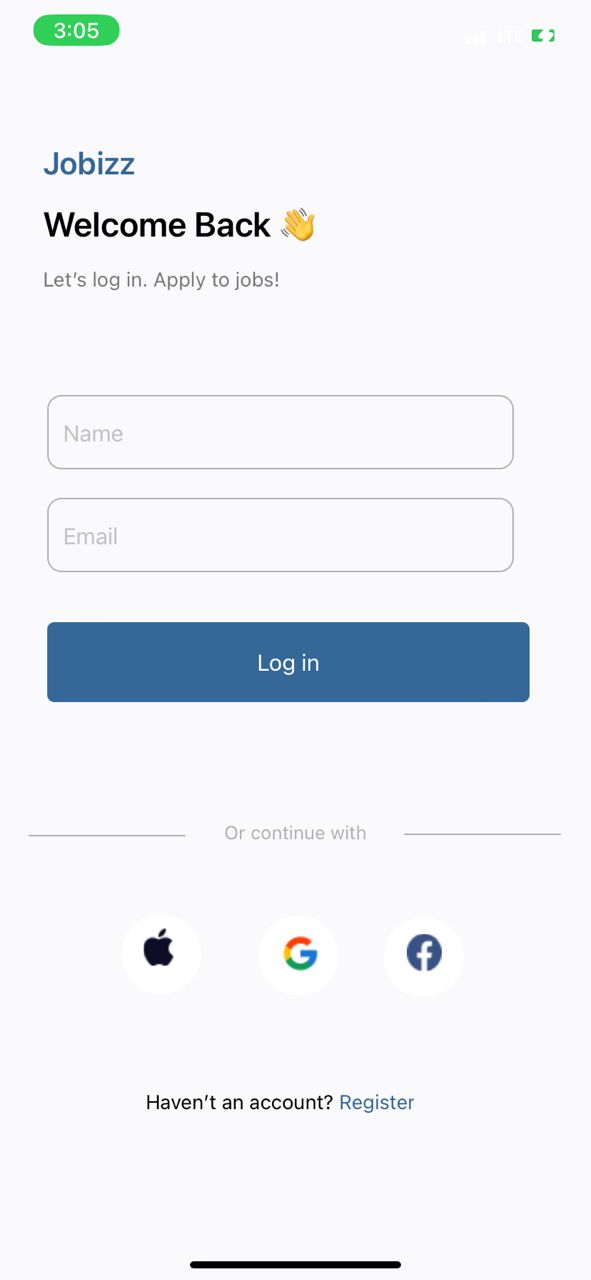 3:05
LTE
Jobizz
Welcome Back 👋
Let’s log in. Apply to jobs!
Name
Email
Log in
Or continue with
Haven’t an account? Register